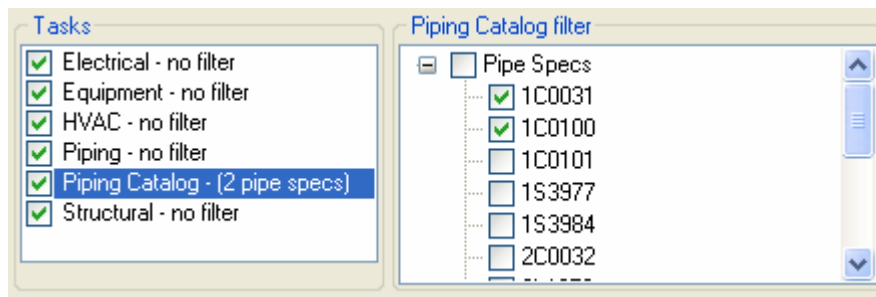 Tasks
Electrical - no filter
Equipment - no filter
HVAC - no filter
Piping - no filter
Piping Catalog - (2 pipe specs)
Structural - no filter
Piping Catalog filter
Pipe Specs
1C0031
1C0100
1C0101
1S3977
1S3984
2C0032